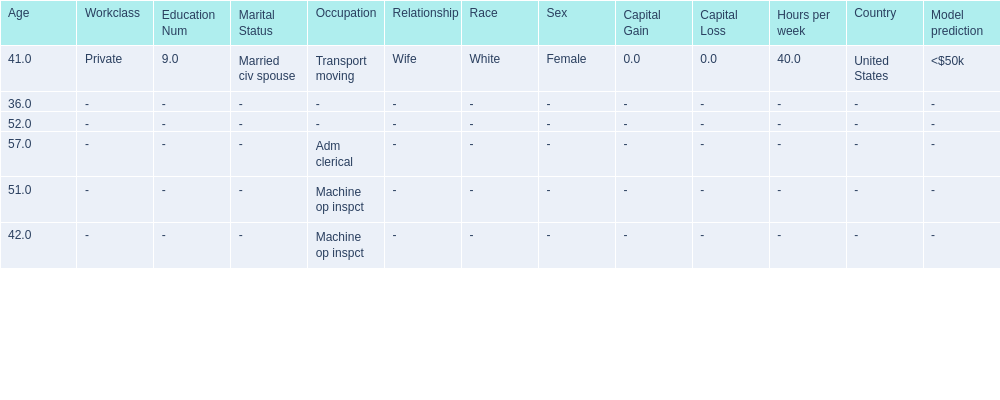 Age Workclass Education Num Marital Status Occupation Relationship Race Sex Capital Gain Capital Loss Hours per week Country Model prediction
41.0 Private 9.0 Married civ spouse Transport moving Wife White Female 0.0 0.0 40.0 United States <$50k
36.0 - - - - - - - - - - - -
52.0 - - - - - - - - - - - -
57.0 - - - Adm clerical - - - - - - - -
51.0 - - - Machine op inspct - - - - - - - -
42.0 - - - Machine op inspct - - - - - - - -